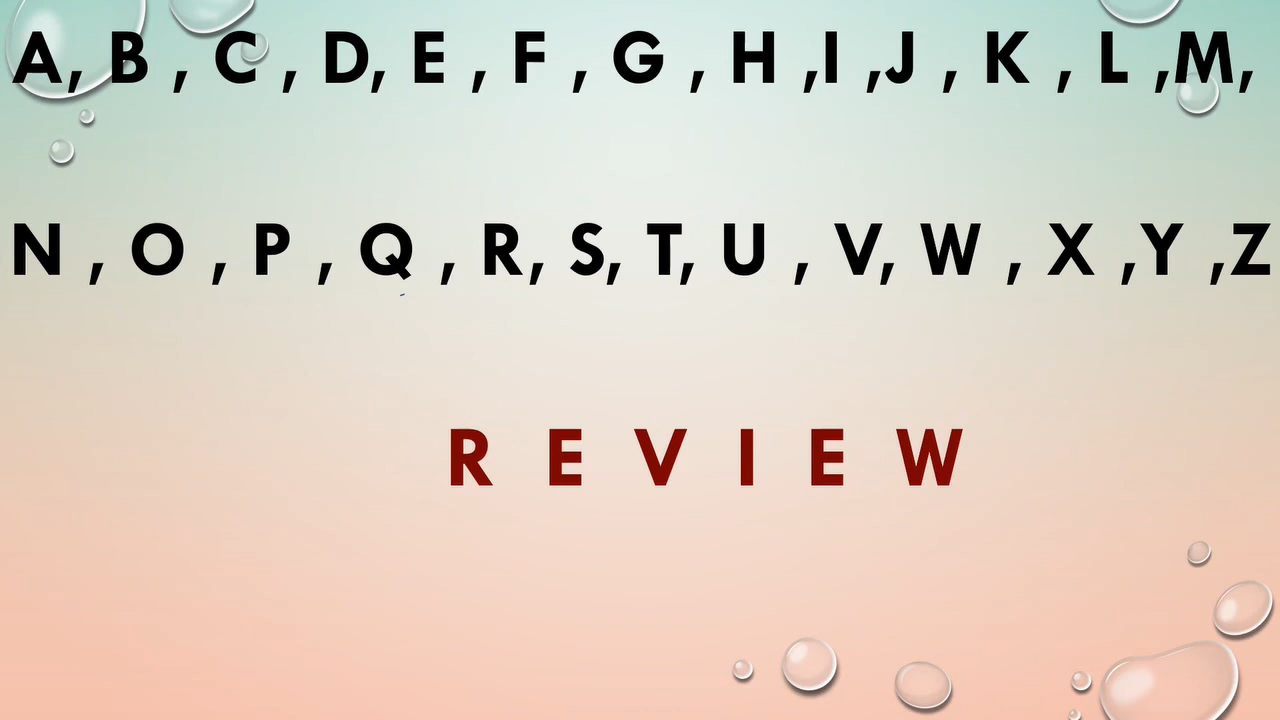 A, B , C , D, E , F , G , H ,I ,J , K , L ,M,
N , O , P , Q , R, S, T, U , V, W , X ,Y ,Z
R E V I E W